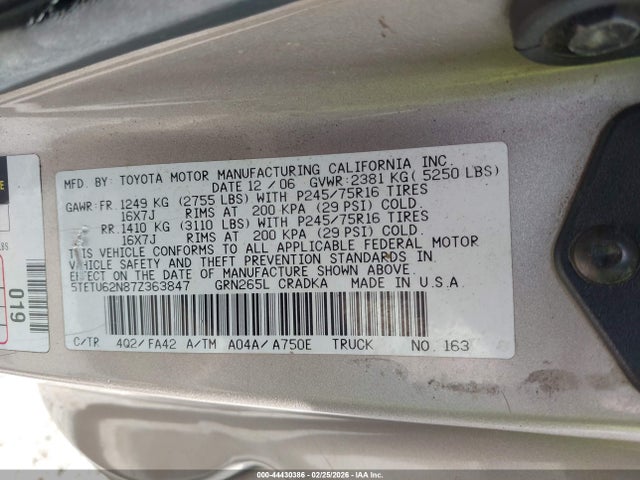 MFD. BY: TOYOTA MOTOR MANUFACTURING CALIFORNIA INC.
DATE 12 / 06 GVWR: 2381 KG ( 5250 LBS)
GAWR: FR. 1249 KG (2755 LBS) WITH P245/75R16 TIRES
16X7J RIMS AT 200 KPA (29 PSI) COLD.
RR. 1410 KG (3110 LBS) WITH P245/75R16 TIRES
16X7J RIMS AT 200 KPA (29 PSI) COLD.
THIS VEHICLE CONFORMS TO ALL APPLICABLE FEDERAL MOTOR
VEHICLE SAFETY AND THEFT PREVENTION STANDARDS IN
EFFECT ON THE DATE OF MANUFACTURE SHOWN ABOVE.
5TETU62N87Z363847 GRN265L CRADKA MADE IN U.S.A.
C/TR 4Q2/ FA42 A/TM A04A/ A750E TRUCK NO. 163
019
LBS
000-44430386 - 02/25/2026 - COPYRIGHT IAA, LLC